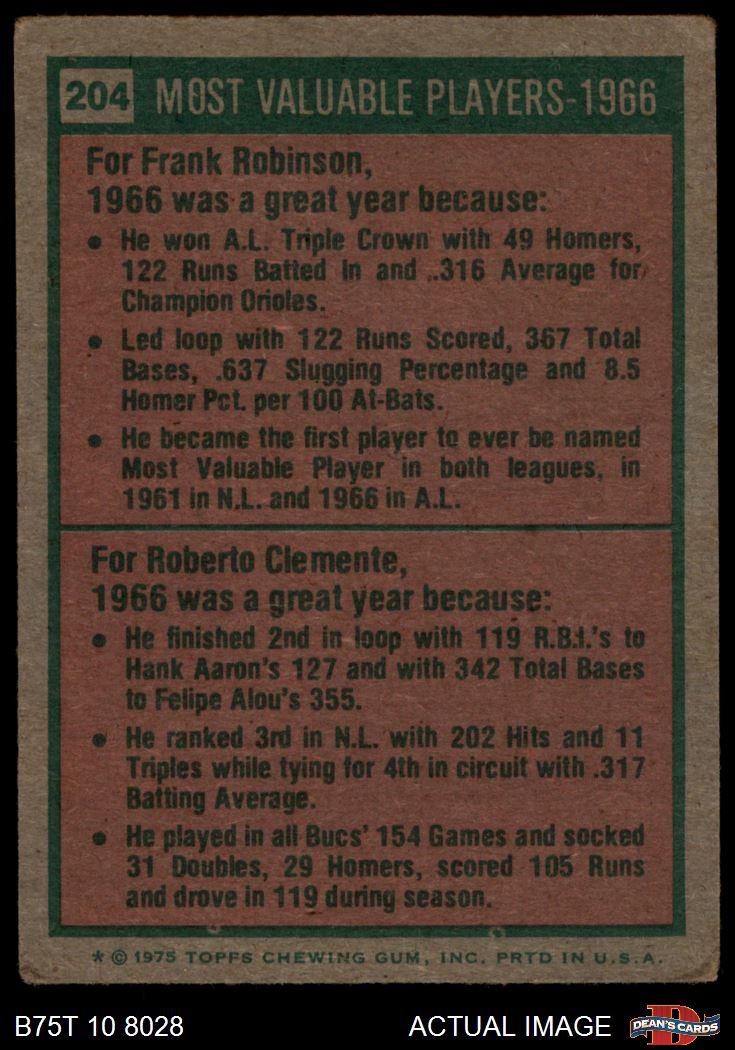 204 MOST VALUABLE PLAYERS-1966
For Frank Robinson,
1966 was a great year because:
• He won A.L. Triple Crown with 49 Homers,
122 Runs Batted In and .316 Average for
Champion Orioles.
• Led loop with 122 Runs Scored, 367 Total
Bases, .637 Slugging Percentage and 8.5
Homer Pct. per 100 At-Bats.
• He became the first player to ever be named
Most Valuable Player in both leagues, in
1961 in N.L. and 1966 in A.L.
For Roberto Clemente,
1966 was a great year because:
• He finished 2nd in loop with 119 R.B.I.'s to
Hank Aaron's 127 and with 342 Total Bases
to Felipe Alou's 355.
• He ranked 3rd in N.L. with 202 Hits and 11
Triples while tying for 4th in circuit with .317
Batting Average.
• He played in all Bucs' 154 Games and socked
31 Doubles, 29 Homers, scored 105 Runs
and drove in 119 during season.
* © 1975 TOPPS CHEWING GUM, INC. PRTD IN U.S.A.
B75T 10 8028 ACTUAL IMAGE DEAN'S CARDS